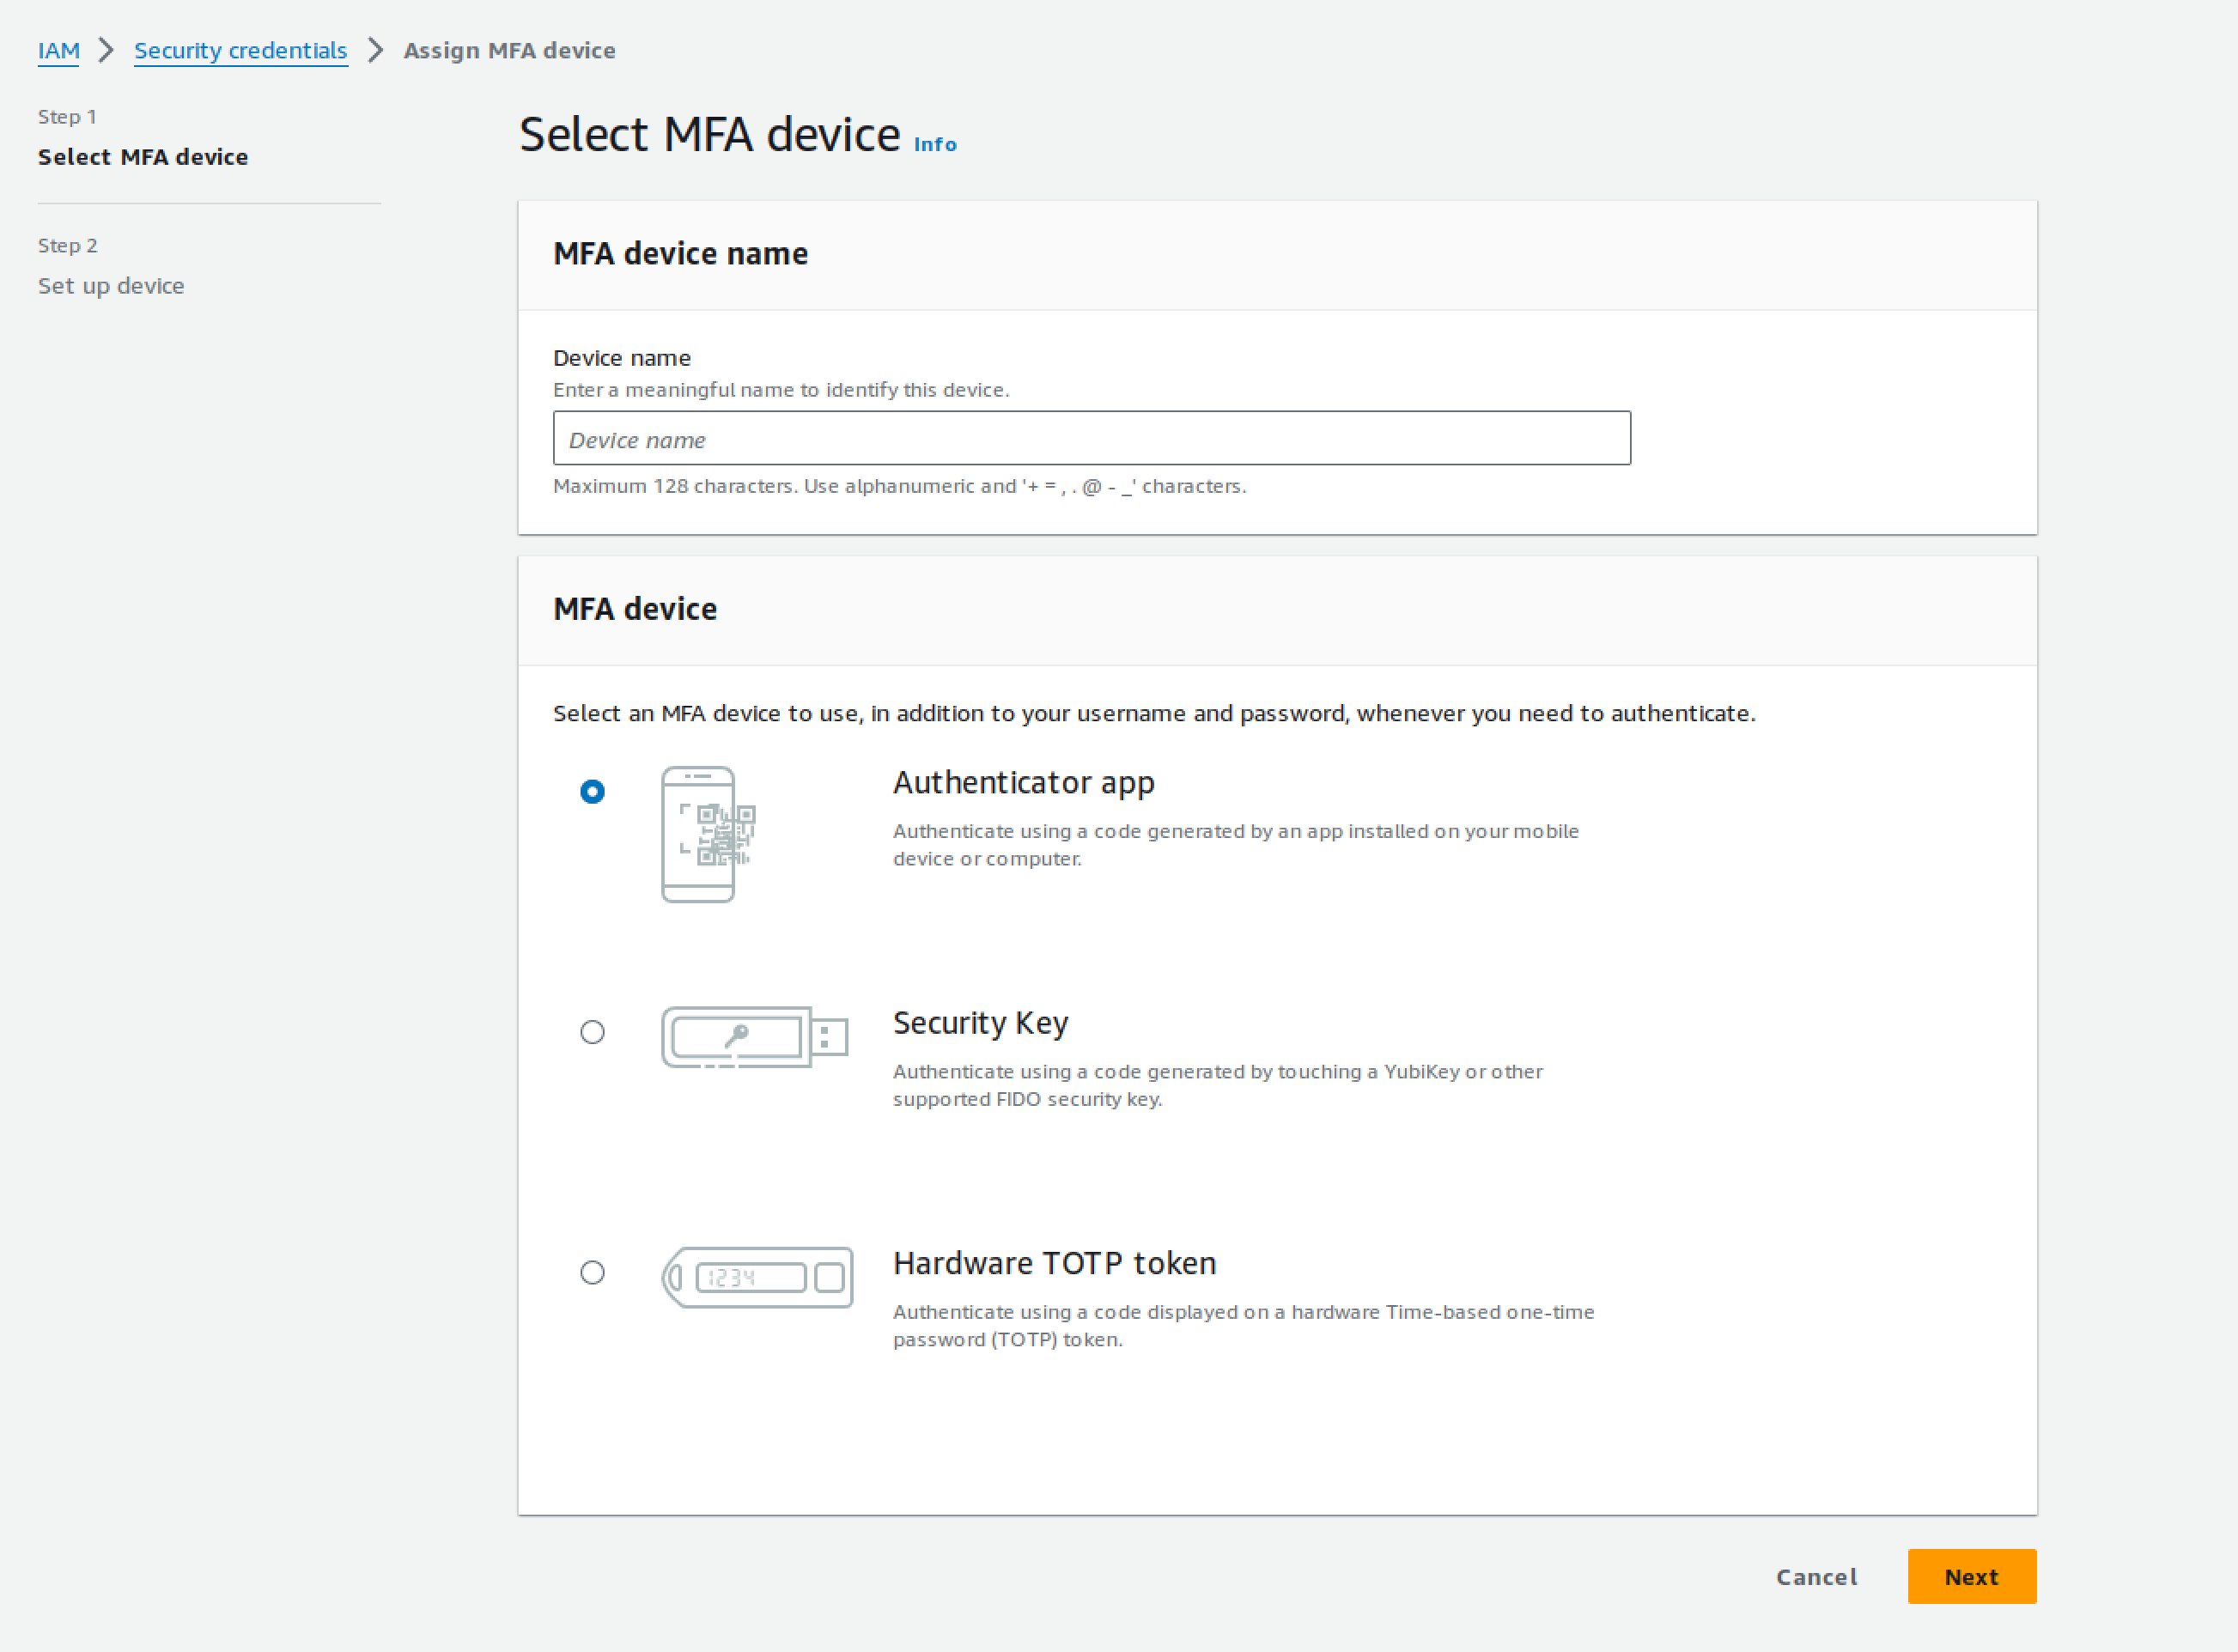 IAM > Security credentials > Assign MFA device
Step 1
Select MFA device
Step 2
Set up device
Select MFA device Info
MFA device name
Device name
Enter a meaningful name to identify this device.
Device name
Maximum 128 characters. Use alphanumeric and '+ = , . @ - _' characters.
MFA device
Select an MFA device to use, in addition to your username and password, whenever you need to authenticate.
Authenticator app
Authenticate using a code generated by an app installed on your mobile
device or computer.
Security Key
Authenticate using a code generated by touching a YubiKey or other
supported FIDO security key.
1234
Hardware TOTP token
Authenticate using a code displayed on a hardware Time-based one-time
password (TOTP) token.
Cancel
Next